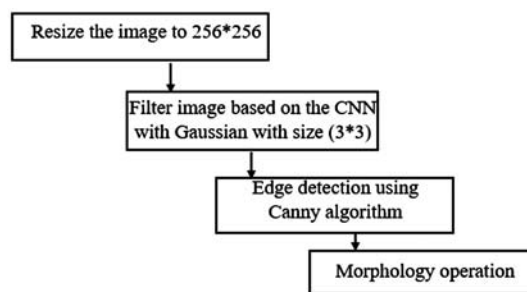 Resize the image to 256*256
Filter image based on the CNN
with Gaussian with size (3*3)
Edge detection using
Canny algorithm
Morphology operation